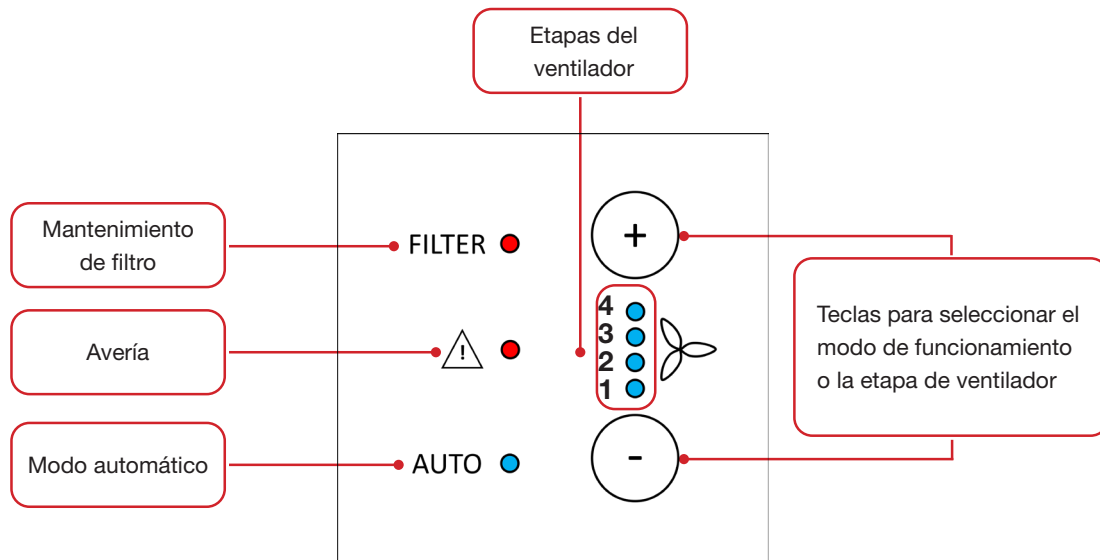 Etapas del
ventilador
Mantenimiento
de filtro
FILTER
+
Avería
!
4
3
2
1
Teclas para seleccionar el
modo de funcionamiento
o la etapa de ventilador
Modo automático
AUTO
-